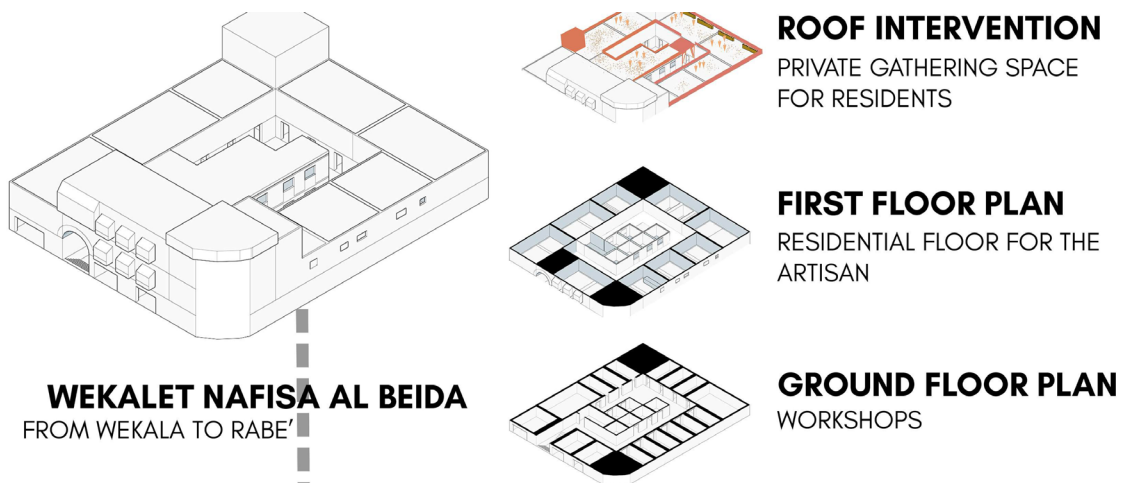 ROOF INTERVENTION
PRIVATE GATHERING SPACE
FOR RESIDENTS
FIRST FLOOR PLAN
RESIDENTIAL FLOOR FOR THE
ARTISAN
WEKALET NAFISA AL BEIDA
FROM WEKALA TO RABE’
GROUND FLOOR PLAN
WORKSHOPS